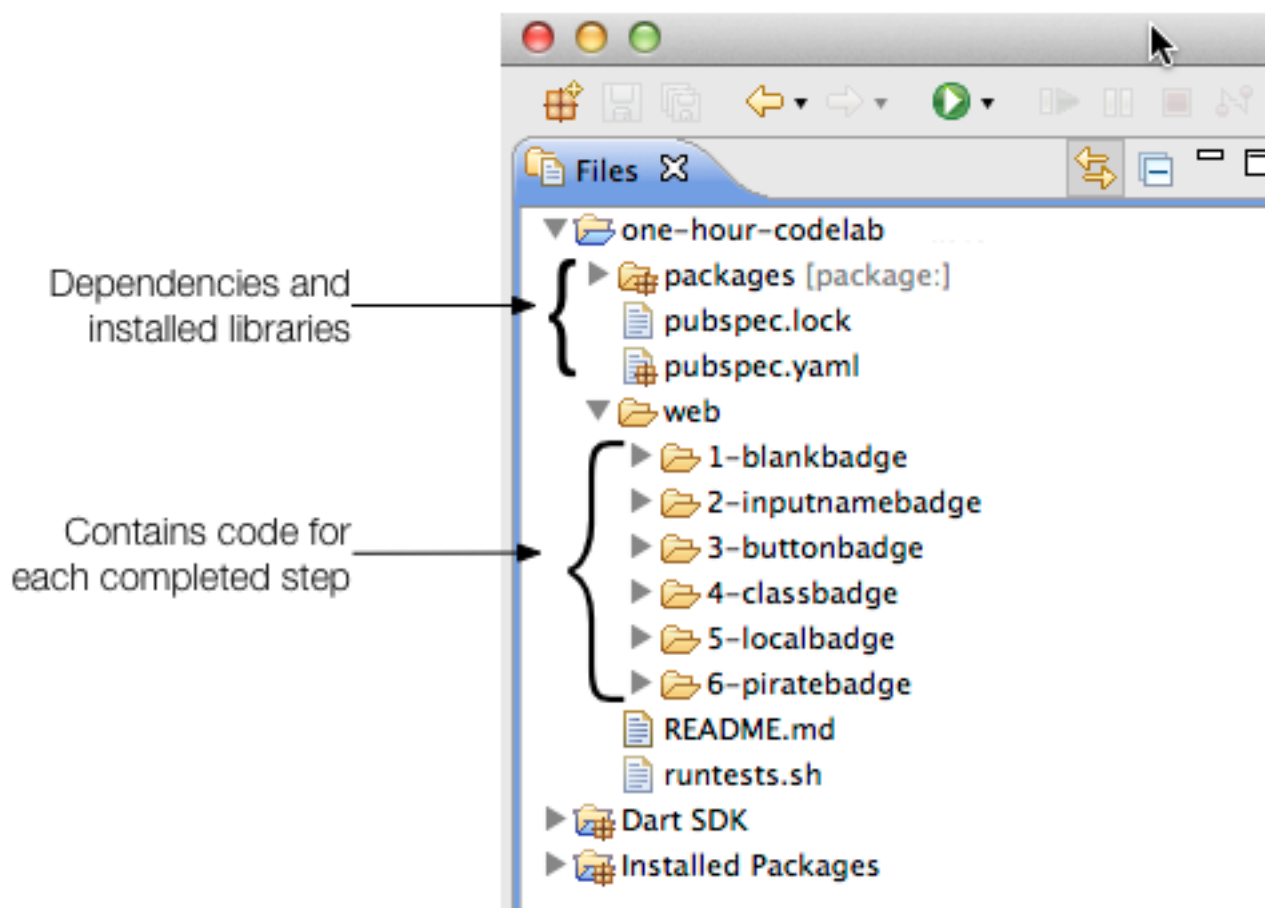 Files
one-hour-codelab
packages [package:]
pubspec.lock
pubspec.yaml
web
1-blankbadge
2-inputnamebadge
3-buttonbadge
4-classbadge
5-localbadge
6-piratebadge
README.md
runtests.sh
Dart SDK
Installed Packages
Dependencies and
installed libraries
Contains code for
each completed step